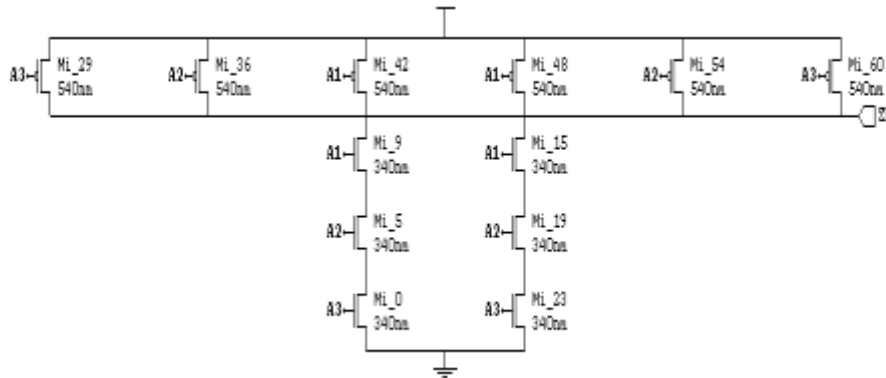 Mi_29 Mi_36 Mi_42 Mi_48 Mi_54 Mi_60
A3 A2 A1 A1 A2 A3
540nm 540nm 540nm 540nm 540nm 540nm
Mi_9 Mi_15
A1 A1
340nm 340nm
Mi_5 Mi_19
A2 A2
340nm 340nm
Mi_0 Mi_23
A3 A3
340nm 340nm